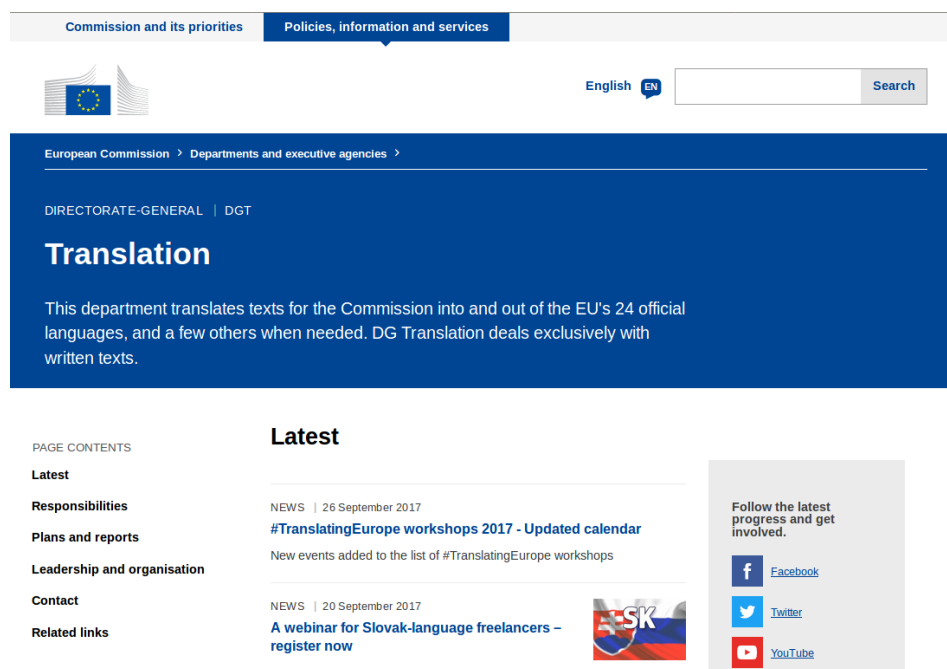 Commission and its priorities
Policies, information and services
English EN
Search
European Commission > Departments and executive agencies >
DIRECTORATE-GENERAL | DGT
Translation
This department translates texts for the Commission into and out of the EU's 24 official
languages, and a few others when needed. DG Translation deals exclusively with
written texts.
PAGE CONTENTS
Latest
Responsibilities
Plans and reports
Leadership and organisation
Contact
Related links
Latest
NEWS | 26 September 2017
#TranslatingEurope workshops 2017 - Updated calendar
New events added to the list of #TranslatingEurope workshops
NEWS | 20 September 2017
A webinar for Slovak-language freelancers –
register now
SK
Follow the latest
progress and get
involved.
f Facebook
Twitter
YouTube